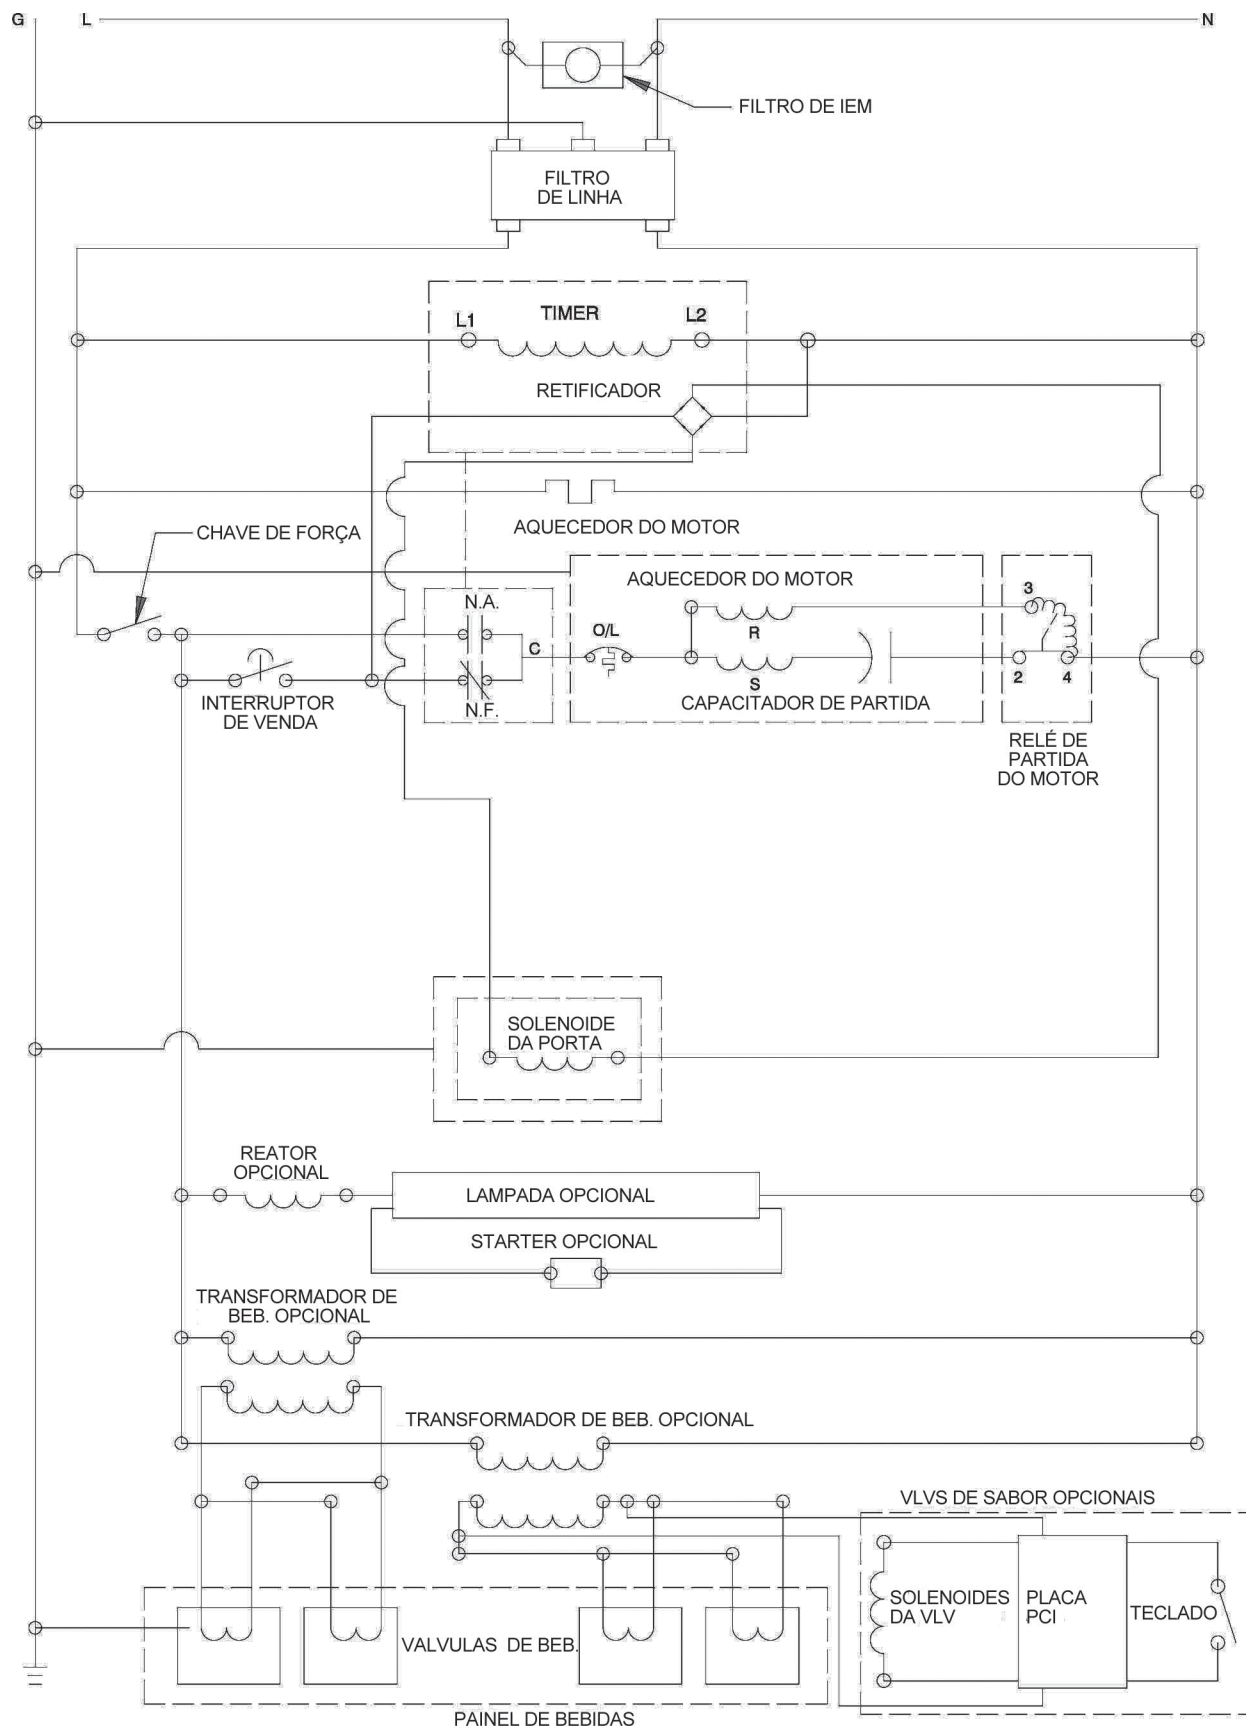 G L N
FILTRO DE IEM
FILTRO
DE LINHA
TIMER
L1 L2
RETIFICADOR
AQUECEDOR DO MOTOR
CHAVE DE FORÇA
AQUECEDOR DO MOTOR
N.A.
3
O/L
R
C
2
4
S
N.F.
CAPACITADOR DE PARTIDA
INTERRUPTOR
DE VENDA
RELÉ DE
PARTIDA
DO MOTOR
SOLENOIDE
DA PORTA
REATOR
OPCIONAL
LAMPADA OPCIONAL
STARTER OPCIONAL
TRANSFORMADOR DE
BEB. OPCIONAL
TRANSFORMADOR DE BEB. OPCIONAL
VLVS DE SABOR OPCIONAIS
SOLENOIDES
DA VLV
PLACA
PCI
TECLADO
VALVULAS DE BEB.
PAINEL DE BEBIDAS